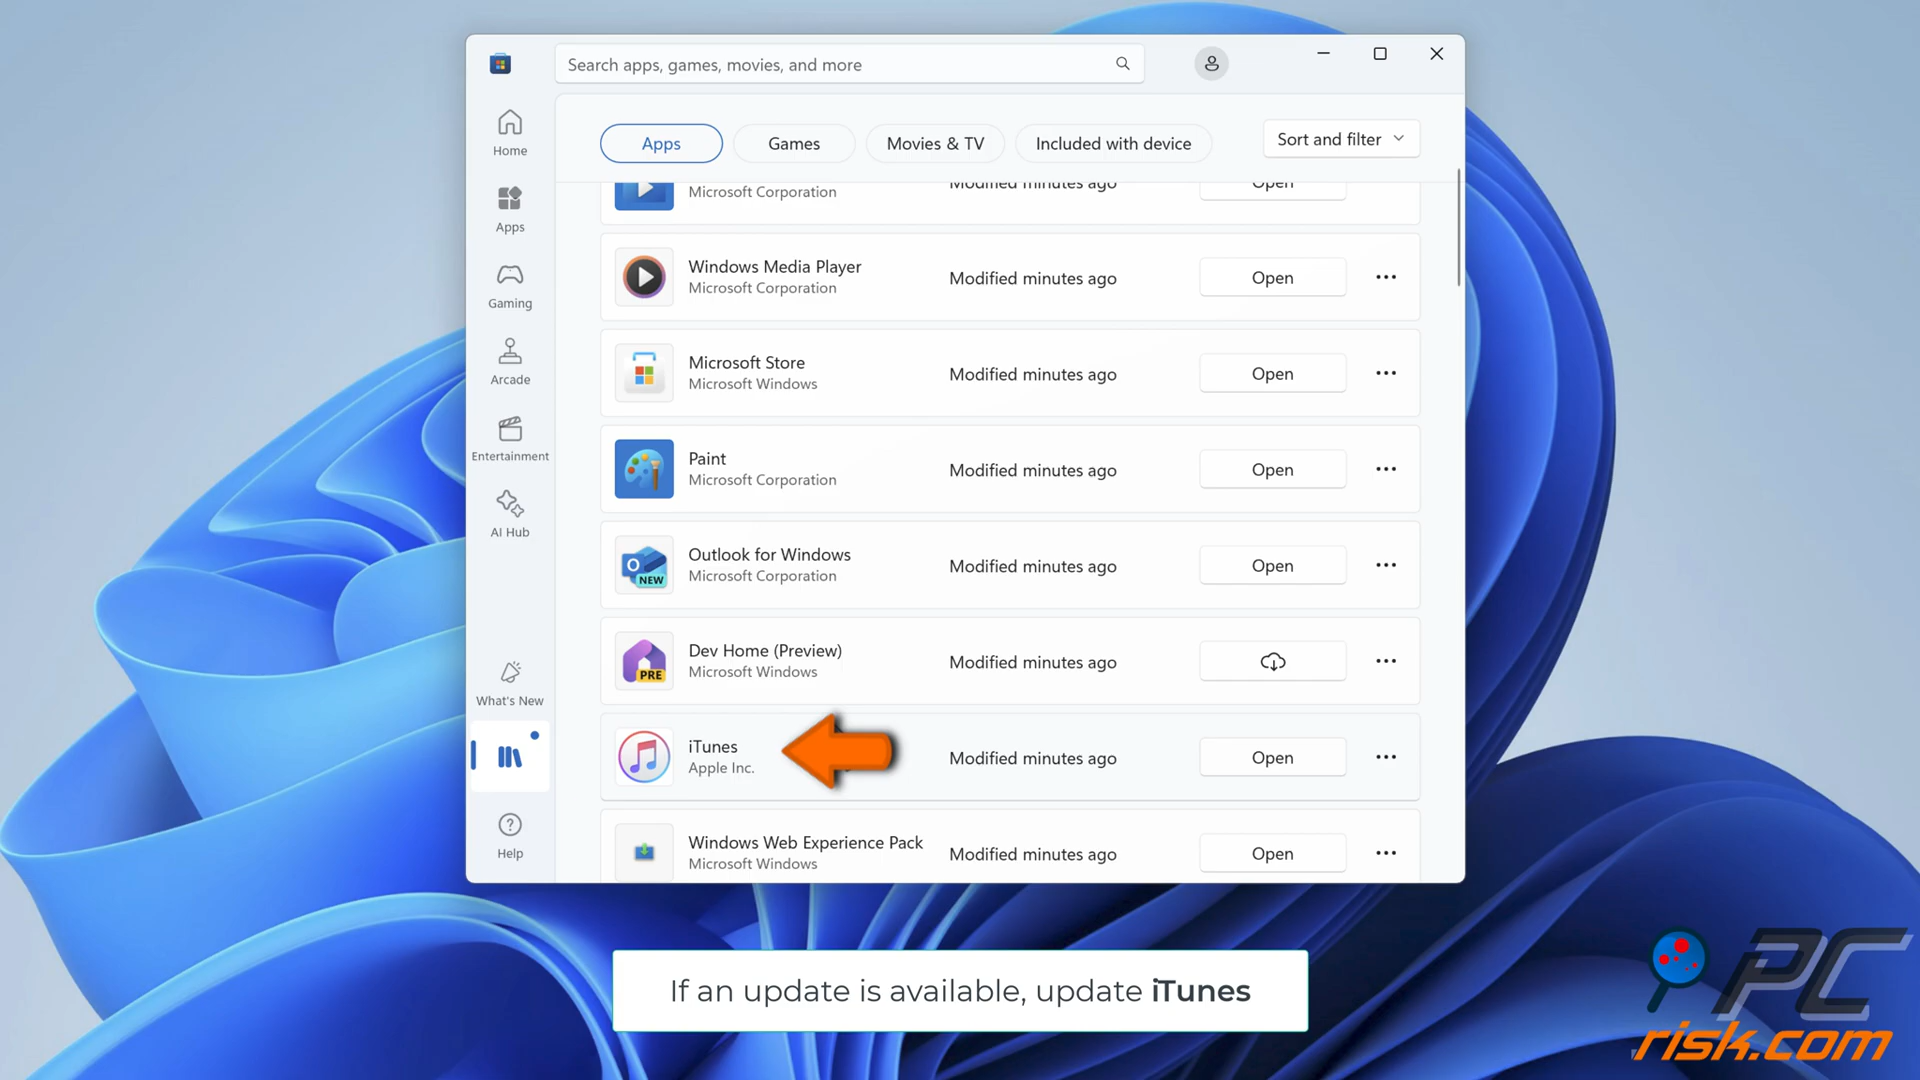 Search apps, games, movies, and more
Home
Apps
Gaming
Arcade
Entertainment
AI Hub
What's New
Help
Apps
Games
Movies & TV
Included with device
Sort and filter
Microsoft Corporation
Modified minutes ago
Open
Windows Media Player
Microsoft Corporation
Modified minutes ago
Open
Microsoft Store
Microsoft Windows
Modified minutes ago
Open
Paint
Microsoft Corporation
Modified minutes ago
Open
Outlook for Windows
Microsoft Corporation
Modified minutes ago
Open
O
NEW
Dev Home (Preview)
Microsoft Windows
Modified minutes ago
PRE
iTunes
Apple Inc.
Modified minutes ago
Open
Windows Web Experience Pack
Microsoft Windows
Modified minutes ago
Open
If an update is available, update iTunes
PC
risk.com